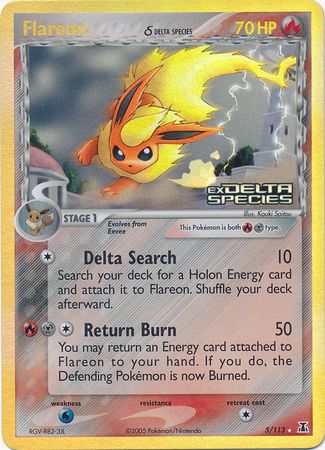 Flareon
δ DELTA SPECIES
70 HP
EX DELTA
SPECIES
Illus. Kouki Saitou
STAGE 1
Evolves from
Eevee
This Pokémon is both type.
Delta Search 10
Search your deck for a Holon Energy card
and attach it to Flareon. Shuffle your deck
afterward.
Return Burn 50
You may return an Energy card attached to
Flareon to your hand. If you do, the
Defending Pokémon is now Burned.
weakness resistance retreat cost
RGV-RB2-3JL ©2005 Pokémon/Nintendo 5/113